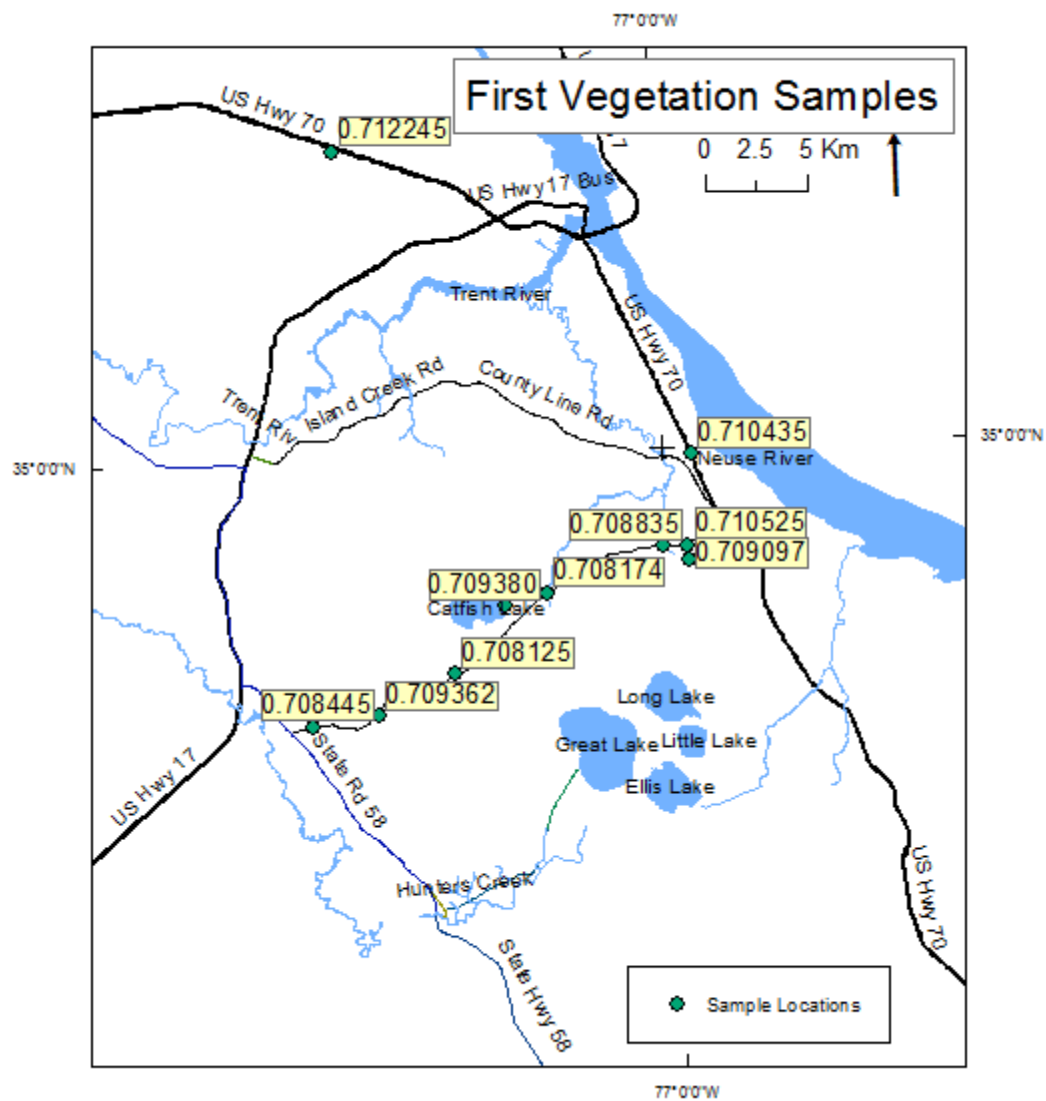 77°0'0"W
First Vegetation Samples
US Hwy 70
0.712245
0 2.5 5 Km
US Hwy 17 Bus
Trent River
US Hwy 70
Island Creek Rd
County Line Rd
Trent Riv
0.710435
Neuse River
35°0'0"N
35°0'0"N
0.708835
0.710525
0.709097
0.708174
0.709380
Catfish Lake
0.708125
0.709362
0.708445
Long Lake
Great Lake
Little Lake
Ellis Lake
State Rd 58
US Hwy 17
Hunters Creek
US Hwy 70
State Hwy 58
Sample Locations
77°0'0"W